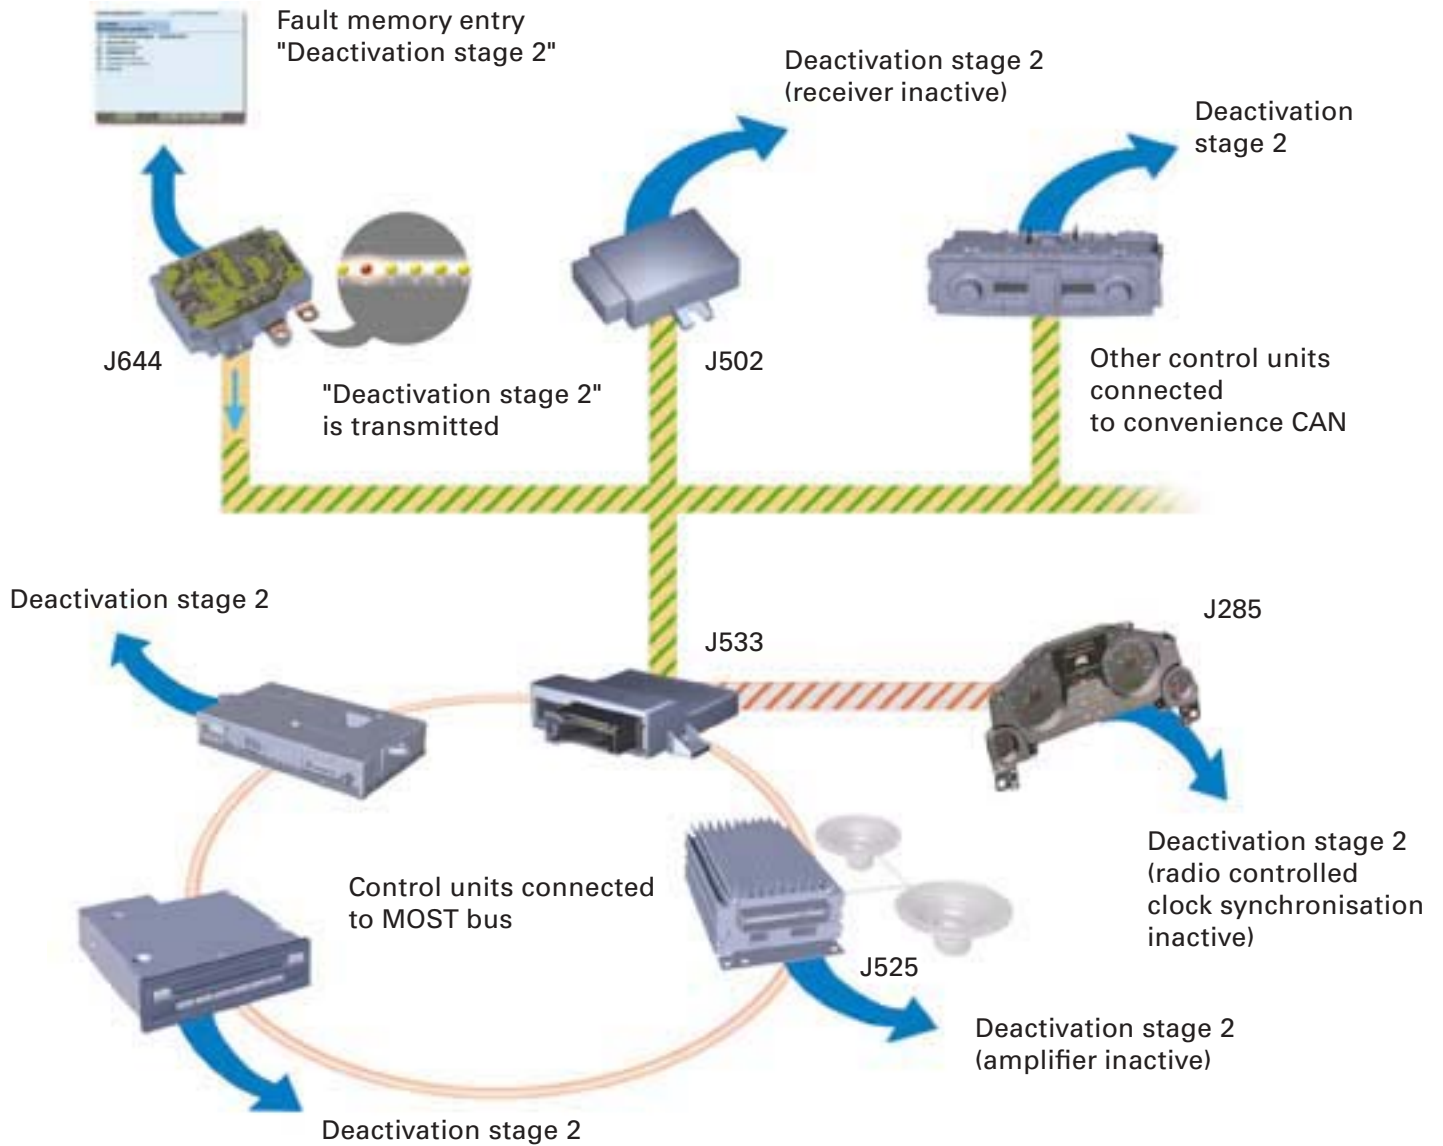 Fault memory entry
"Deactivation stage 2"
Deactivation stage 2
(receiver inactive)
Deactivation
stage 2
J644
"Deactivation stage 2"
is transmitted
J502
Other control units
connected
to convenience CAN
Deactivation stage 2
J533
J285
Control units connected
to MOST bus
Deactivation stage 2
(radio controlled
clock synchronisation
inactive)
J525
Deactivation stage 2
(amplifier inactive)
Deactivation stage 2